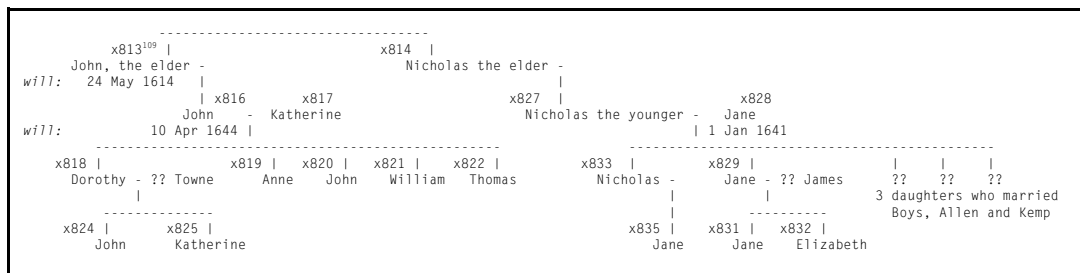 x813109 | x814 |
John, the elder - Nicholas the elder -
will: 24 May 1614 | |
| x816 x817 x827 | x828
John - Katherine Nicholas the younger - Jane
will: 10 Apr 1644 | | 1 Jan 1641
x818 | x819 | x820 | x821 | x822 | x833 | x829 | | | |
Dorothy - ?? Towne Anne John William Thomas Nicholas - Jane - ?? James ?? ?? ??
| | | 3 daughters who married
| Boys, Allen and Kemp
x824 | x825 | x835 | x831 | x832 |
John Katherine Jane Jane Elizabeth